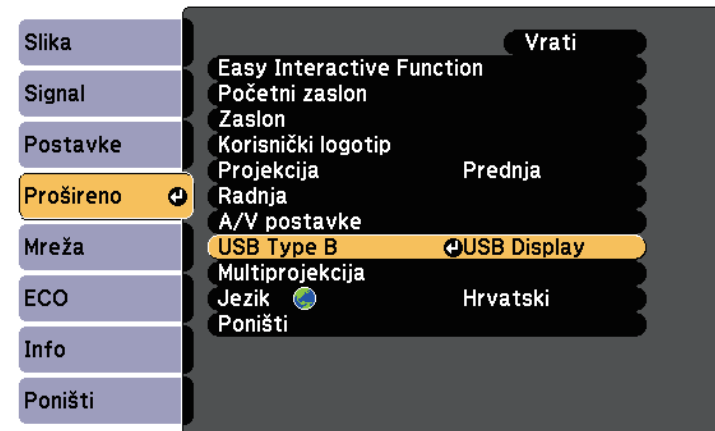 Slika
Signal
Postavke
Prošireno
Mreža
ECO
Info
Poništi
Vrati
Easy Interactive Function
Početni zaslon
Zaslon
Korisnički logotip
Projekcija Prednja
Radnja
A/V postavke
USB Type B USB Display
Multiprojekcija
Jezik Hrvatski
Poništi